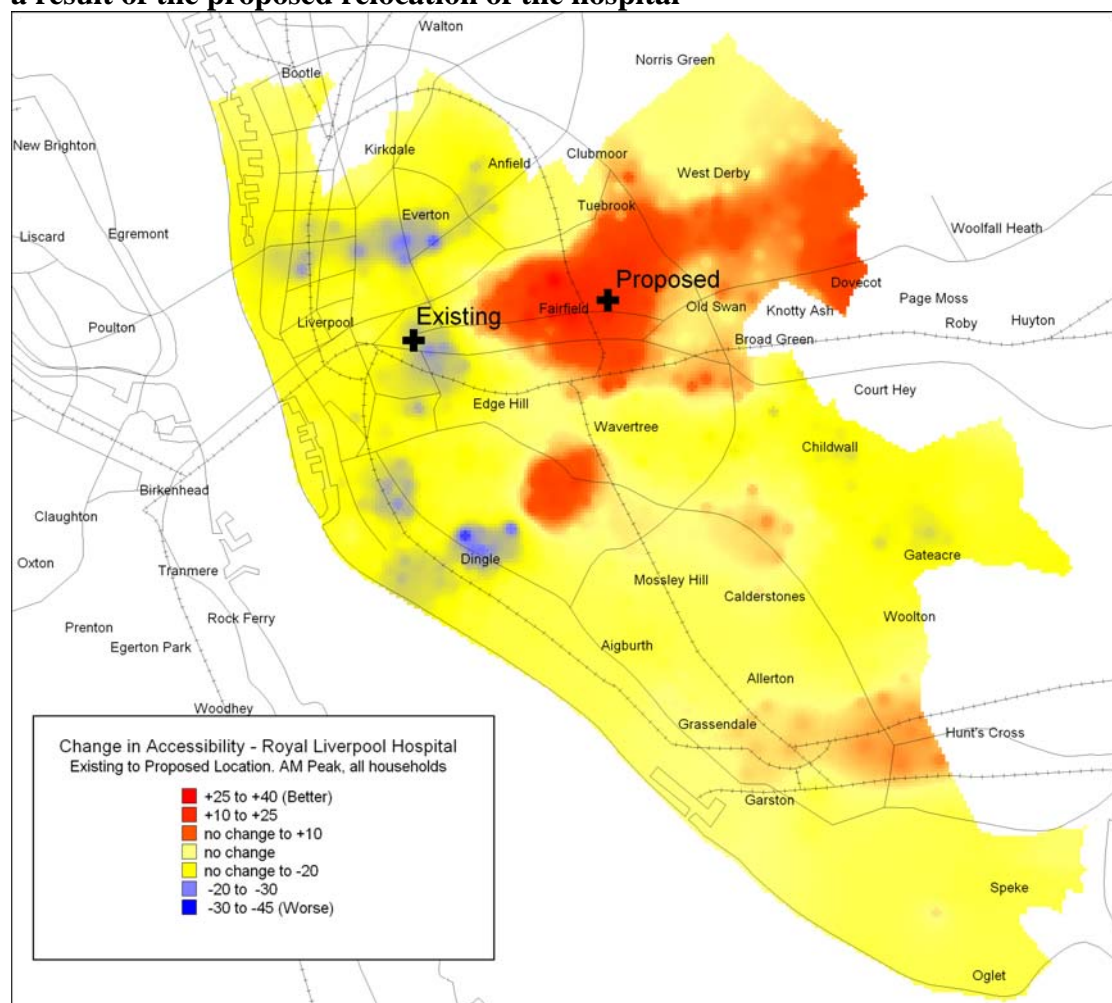 a result of the proposed relocation of the hospital
Walton
Norris Green
Bootle
New Brighton
Kirkdale
Anfield
Clubmoor
West Derby
Tuebrook
Everton
Liscard
Egremont
Woolfall Heath
Proposed
Dovecot
Page Moss
Poulton
Liverpool
Existing
Fairfield
Old Swan
Knotty Ash
Roby
Huyton
Broad Green
Court Hey
Edge Hill
Wavertree
Childwall
Birkenhead
Claughton
Oxton
Tranmere
Dingle
Gateacre
Mossley Hill
Calderstones
Woolton
Prenton
Rock Ferry
Egerton Park
Aigburth
Allerton
Woodhey
Grassendale
Hunt's Cross
Garston
Speke
Oglet
Change in Accessibility - Royal Liverpool Hospital
Existing to Proposed Location. AM Peak, all households
+25 to +40 (Better)
+10 to +25
no change to +10
no change
no change to -20
-20 to -30
-30 to -45 (Worse)